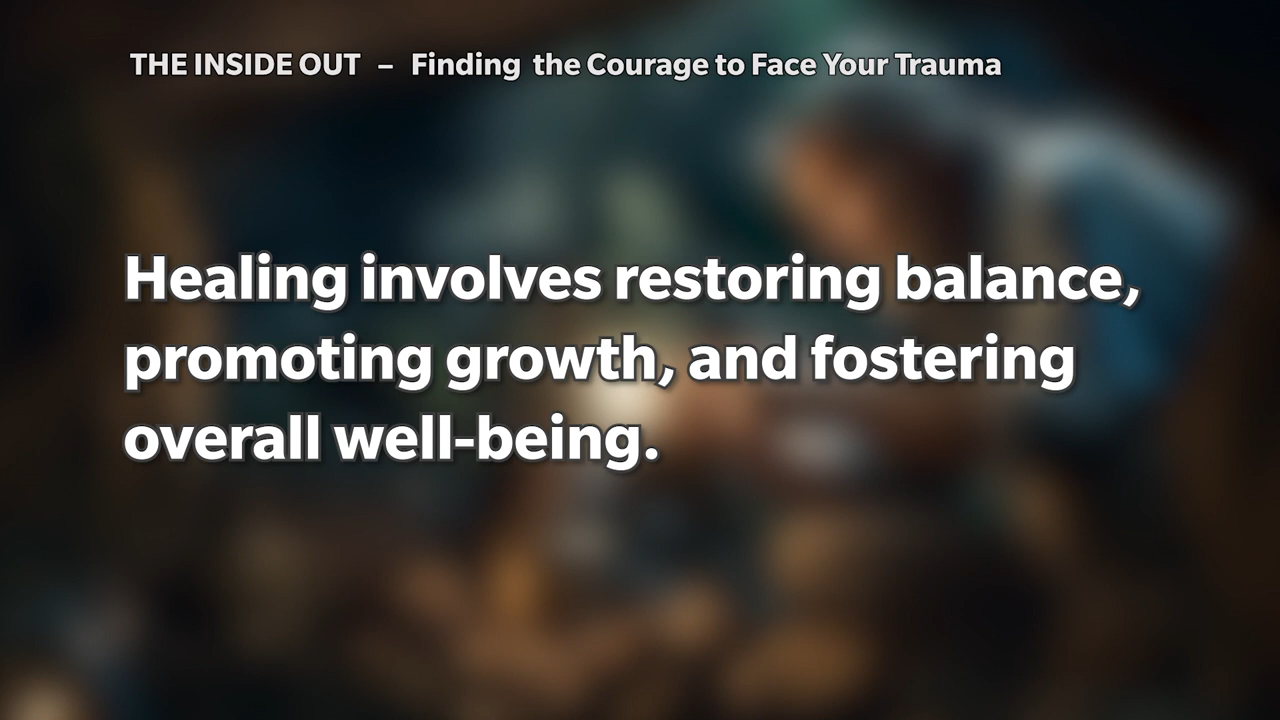 THE INSIDE OUT – Finding the Courage to Face Your Trauma
Healing involves restoring balance,
promoting growth, and fostering
overall well-being.